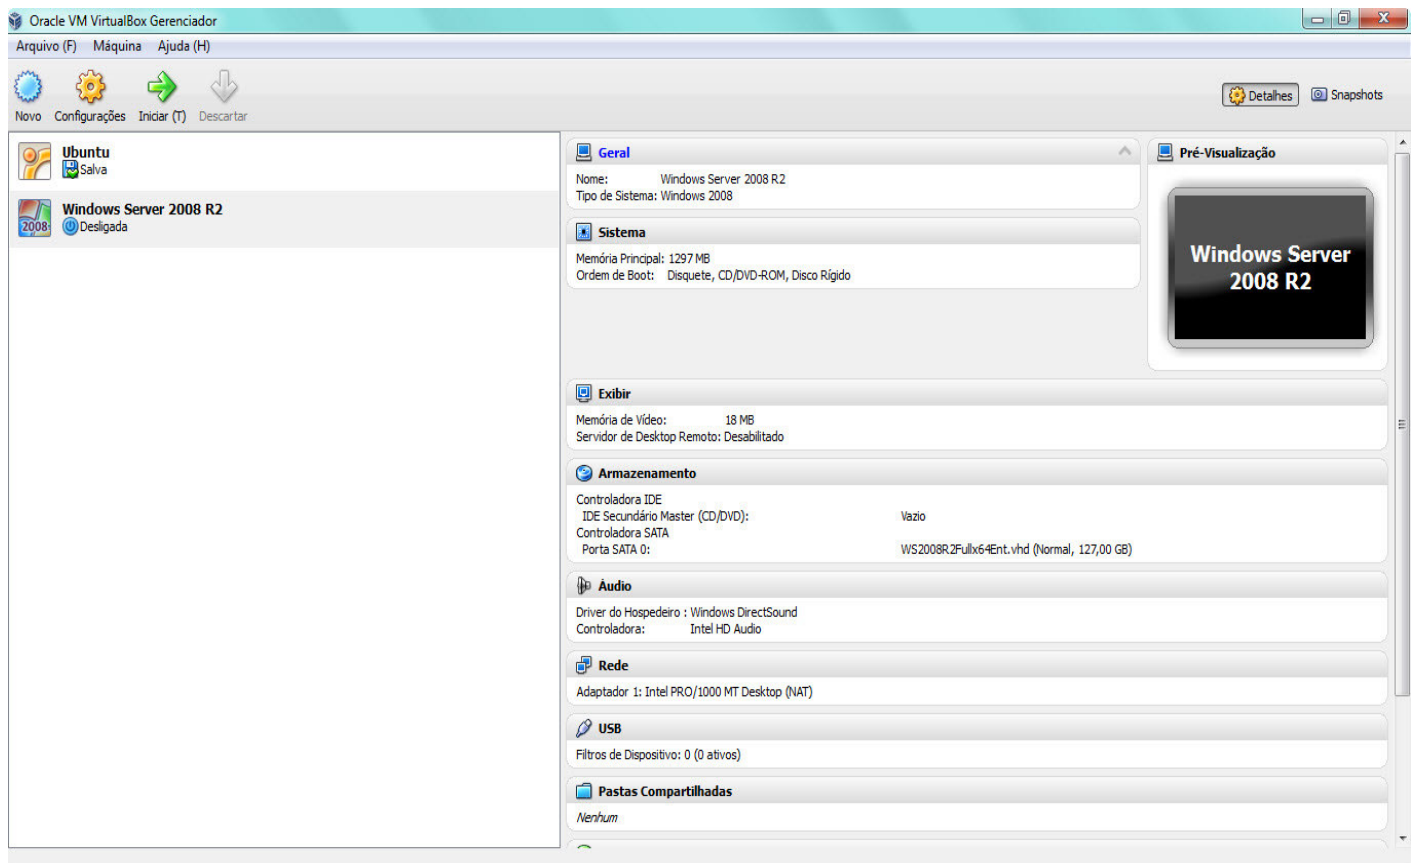 Oracle VM VirtualBox Gerenciador
Arquivo (F) Máquina Ajuda (H)
Novo Configurações Iniciar (T) Descartar
Detalhes Snapshots
Ubuntu
Salva
2008
Windows Server 2008 R2
Desligada
Geral
Nome: Windows Server 2008 R2
Tipo de Sistema: Windows 2008
Sistema
Memória Principal: 1297 MB
Ordem de Boot: Disquete, CD/DVD-ROM, Disco Rígido
Pré-Visualização
Windows Server
2008 R2
Exibir
Memória de Vídeo: 18 MB
Servidor de Desktop Remoto: Desabilitado
Armazenamento
Controladora IDE
IDE Secundário Master (CD/DVD): Vazio
Controladora SATA
Porta SATA 0: WS2008R2Fullx64Ent.vhd (Normal, 127,00 GB)
Áudio
Driver do Hospedeiro : Windows DirectSound
Controladora: Intel HD Audio
Rede
Adaptador 1: Intel PRO/1000 MT Desktop (NAT)
USB
Filtros de Dispositivo: 0 (0 ativos)
Pastas Compartilhadas
Nenhum